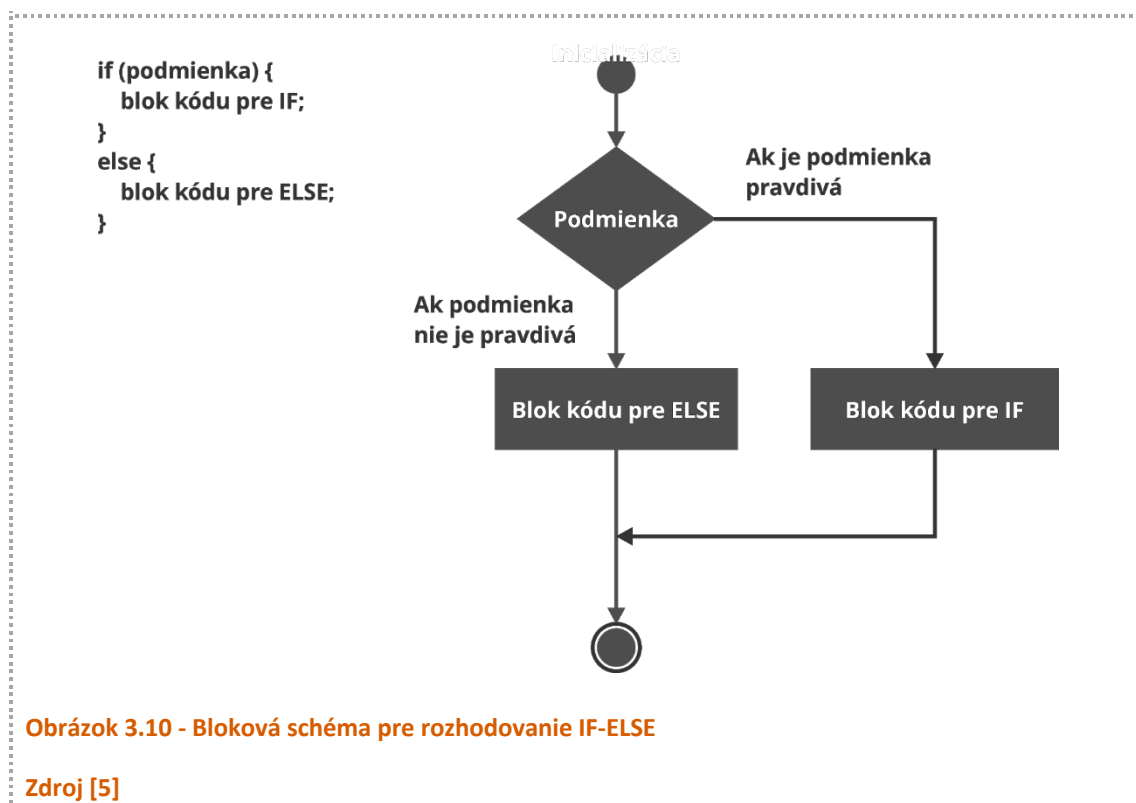 if (podmienka) {
blok kódu pre IF;
}
else {
blok kódu pre ELSE;
}
Inicializácia
Podmienka
Ak je podmienka
pravdivá
Ak podmienka
nie je pravdivá
Blok kódu pre ELSE
Blok kódu pre IF
Obrázok 3.10 - Bloková schéma pre rozhodovanie IF-ELSE
Zdroj [5]